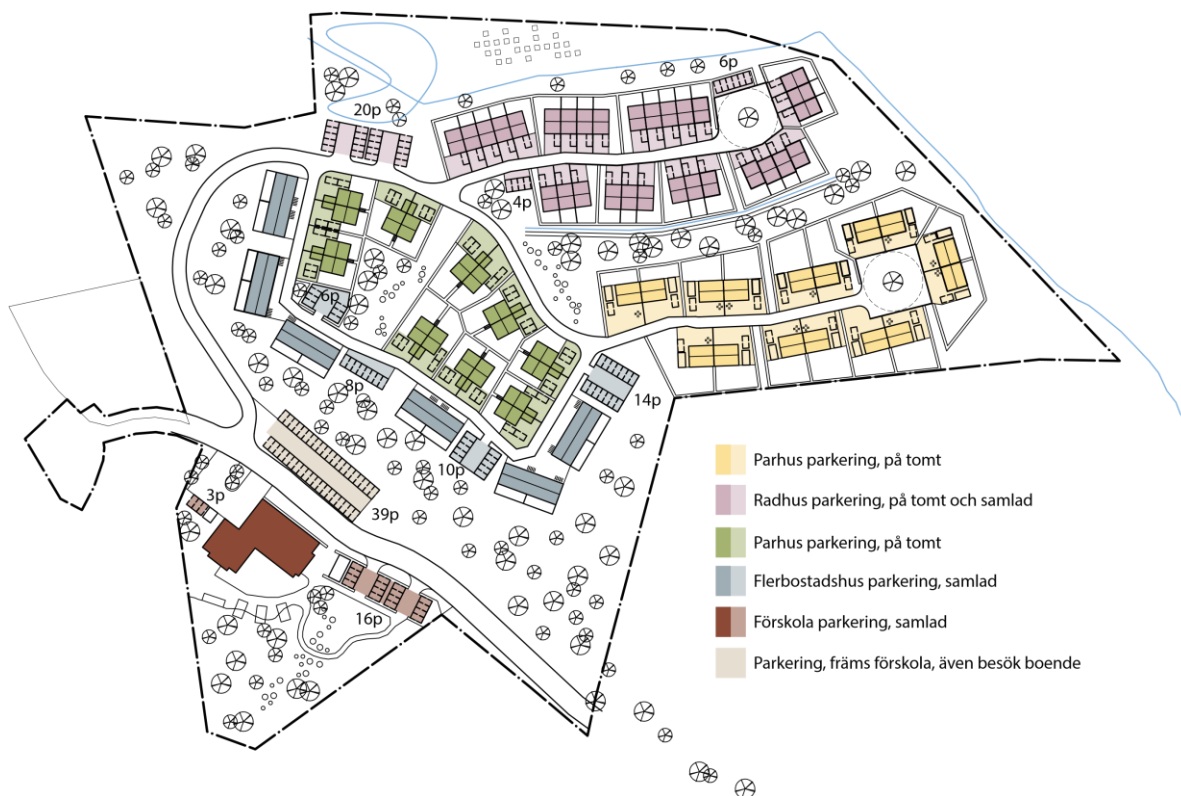 6p
20p
4p
6p
8p
14p
10p
3p
39p
16p
Parhus parkering, på tomt
Radhus parkering, på tomt och samlad
Parhus parkering, på tomt
Flerbostadshus parkering, samlad
Förskola parkering, samlad
Parkering, främs förskola, även besök boende